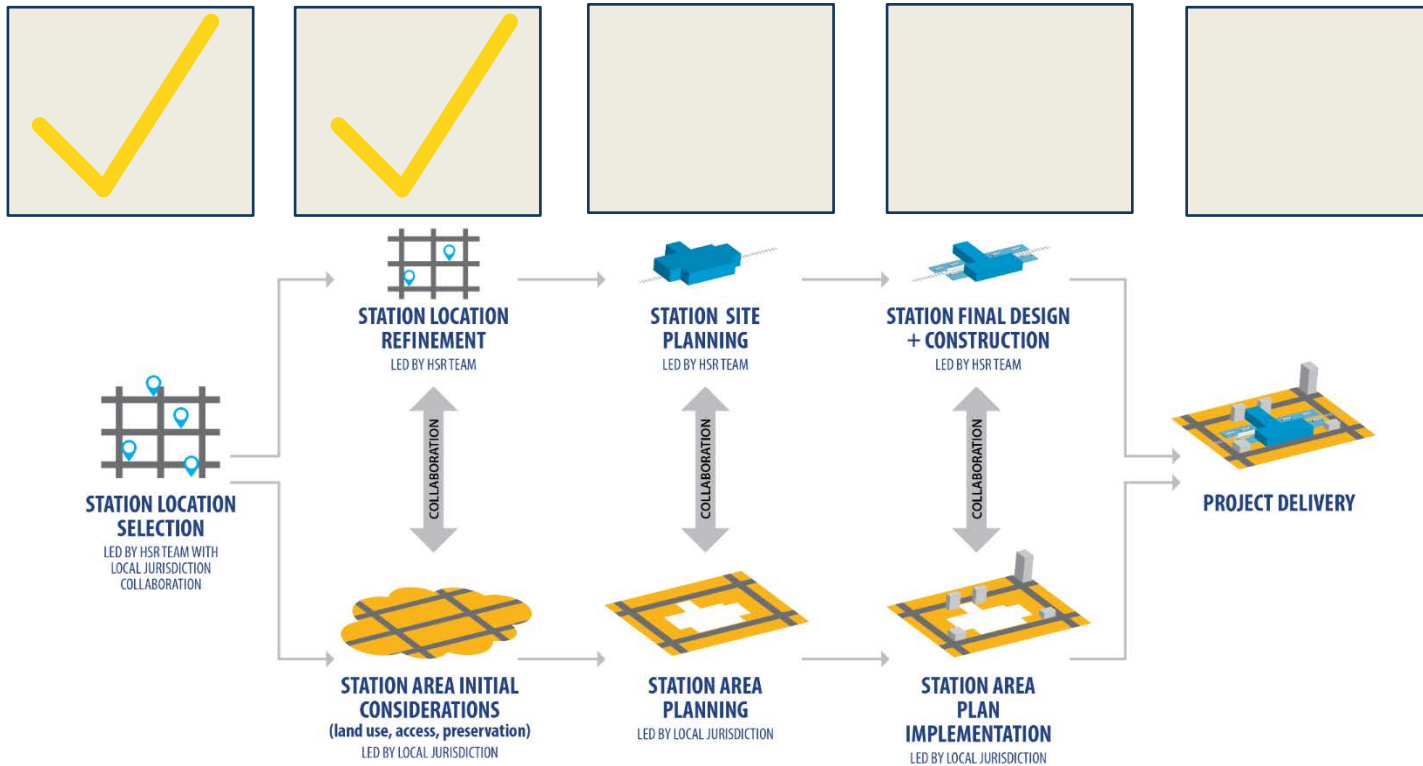 STATION LOCATION
SELECTION
LED BY HSR TEAM WITH
LOCAL JURISDICTION
COLLABORATION
STATION LOCATION
REFINEMENT
LED BY HSR TEAM
COLLABORATION
STATION AREA INITIAL
CONSIDERATIONS
(land use, access, preservation)
LED BY LOCAL JURISDICTION
STATION SITE
PLANNING
LED BY HSR TEAM
COLLABORATION
STATION AREA
PLANNING
LED BY LOCAL JURISDICTION
STATION FINAL DESIGN
+ CONSTRUCTION
LED BY HSR TEAM
COLLABORATION
STATION AREA
PLAN
IMPLEMENTATION
LED BY LOCAL JURISDICTION
PROJECT DELIVERY